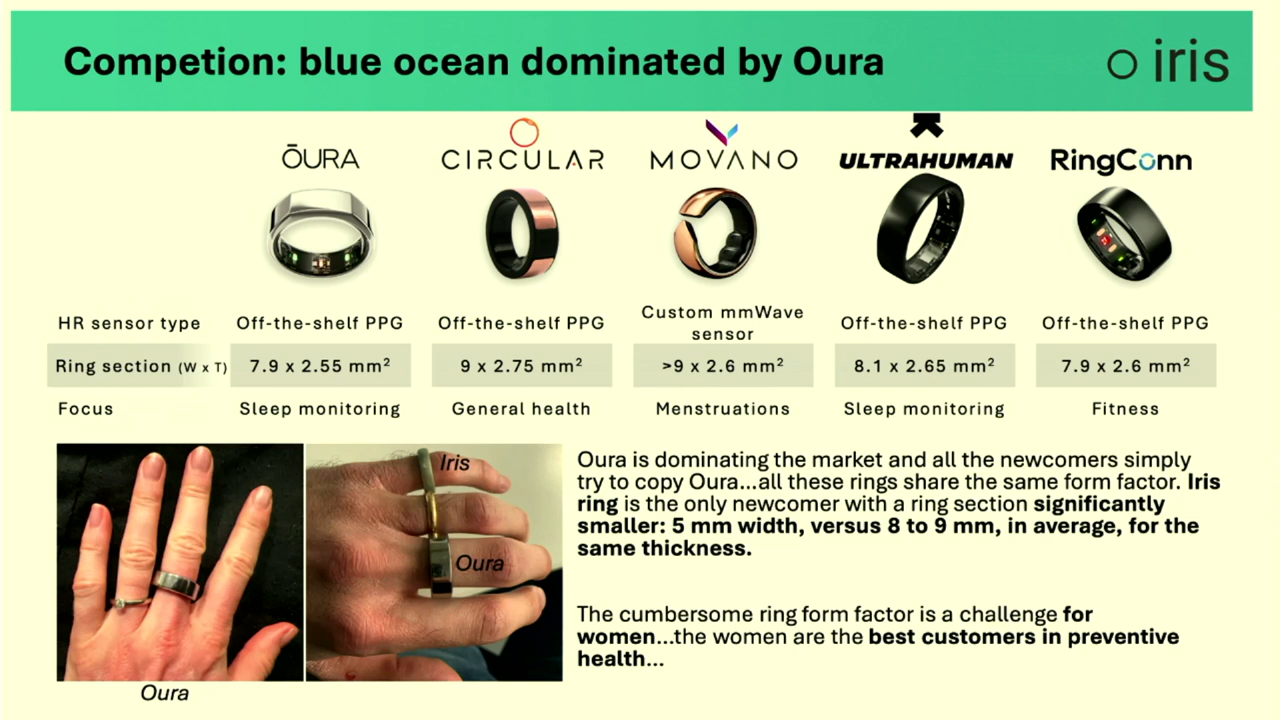 Competion: blue ocean dominated by Oura
iris
ŌURA
CIRCULAR
MOVANO
ULTRAHUMAN
RingConn
HR sensor type
Off-the-shelf PPG
Off-the-shelf PPG
Custom mmWave
sensor
Off-the-shelf PPG
Off-the-shelf PPG
Ring section (W x T)
7.9 x 2.55 mm²
9 x 2.75 mm²
>9 x 2.6 mm²
8.1 x 2.65 mm²
7.9 x 2.6 mm²
Focus
Sleep monitoring
General health
Menstruations
Sleep monitoring
Fitness
Iris
Oura
Oura
Oura is dominating the market and all the newcomers simply
try to copy Oura...all these rings share the same form factor. Iris
ring is the only newcomer with a ring section significantly
smaller: 5 mm width, versus 8 to 9 mm, in average, for the
same thickness.
The cumbersome ring form factor is a challenge for
women...the women are the best customers in preventive
health...